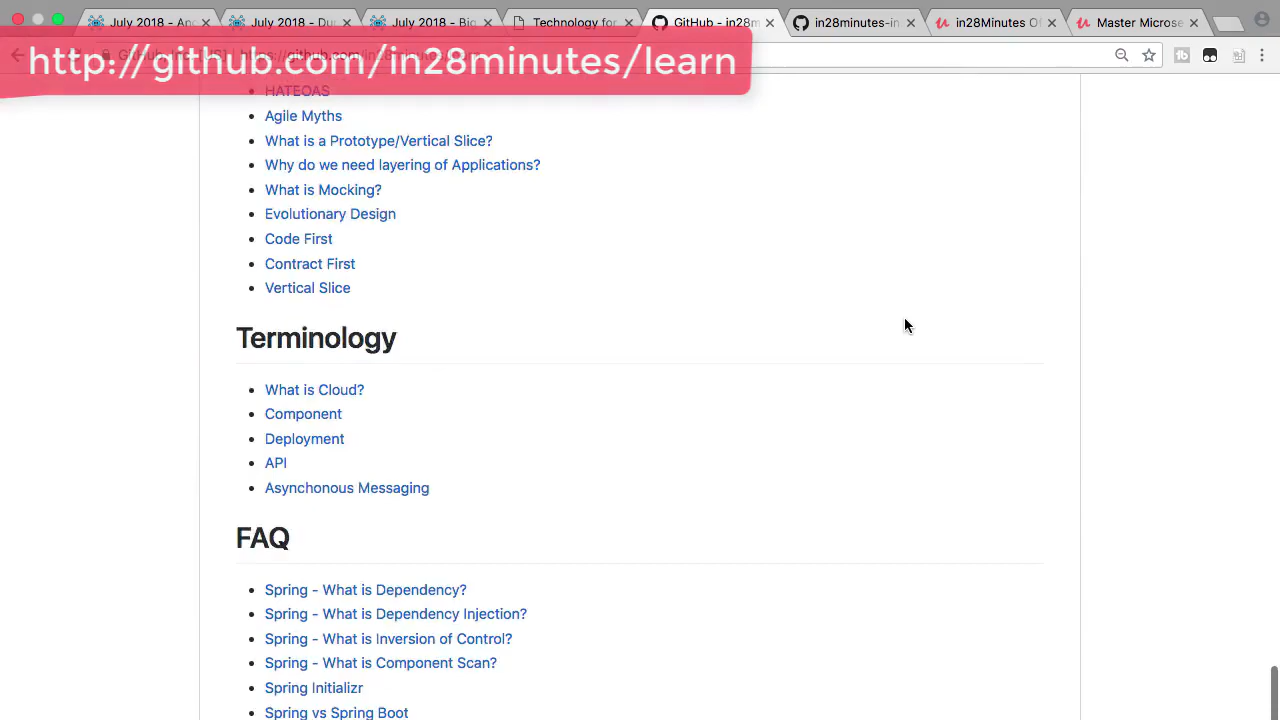 July 2018 - And
July 2018 - Du
July 2018 - Big
Technology for
GitHub - in28m
in28minutes-in
in28Minutes Of
Master Microse
http://github.com/in28minutes/learn
HATEOAS
Agile Myths
What is a Prototype/Vertical Slice?
Why do we need layering of Applications?
What is Mocking?
Evolutionary Design
Code First
Contract First
Vertical Slice
Terminology
What is Cloud?
Component
Deployment
API
Asynchonous Messaging
FAQ
Spring - What is Dependency?
Spring - What is Dependency Injection?
Spring - What is Inversion of Control?
Spring - What is Component Scan?
Spring Initializr
Spring vs Spring Boot